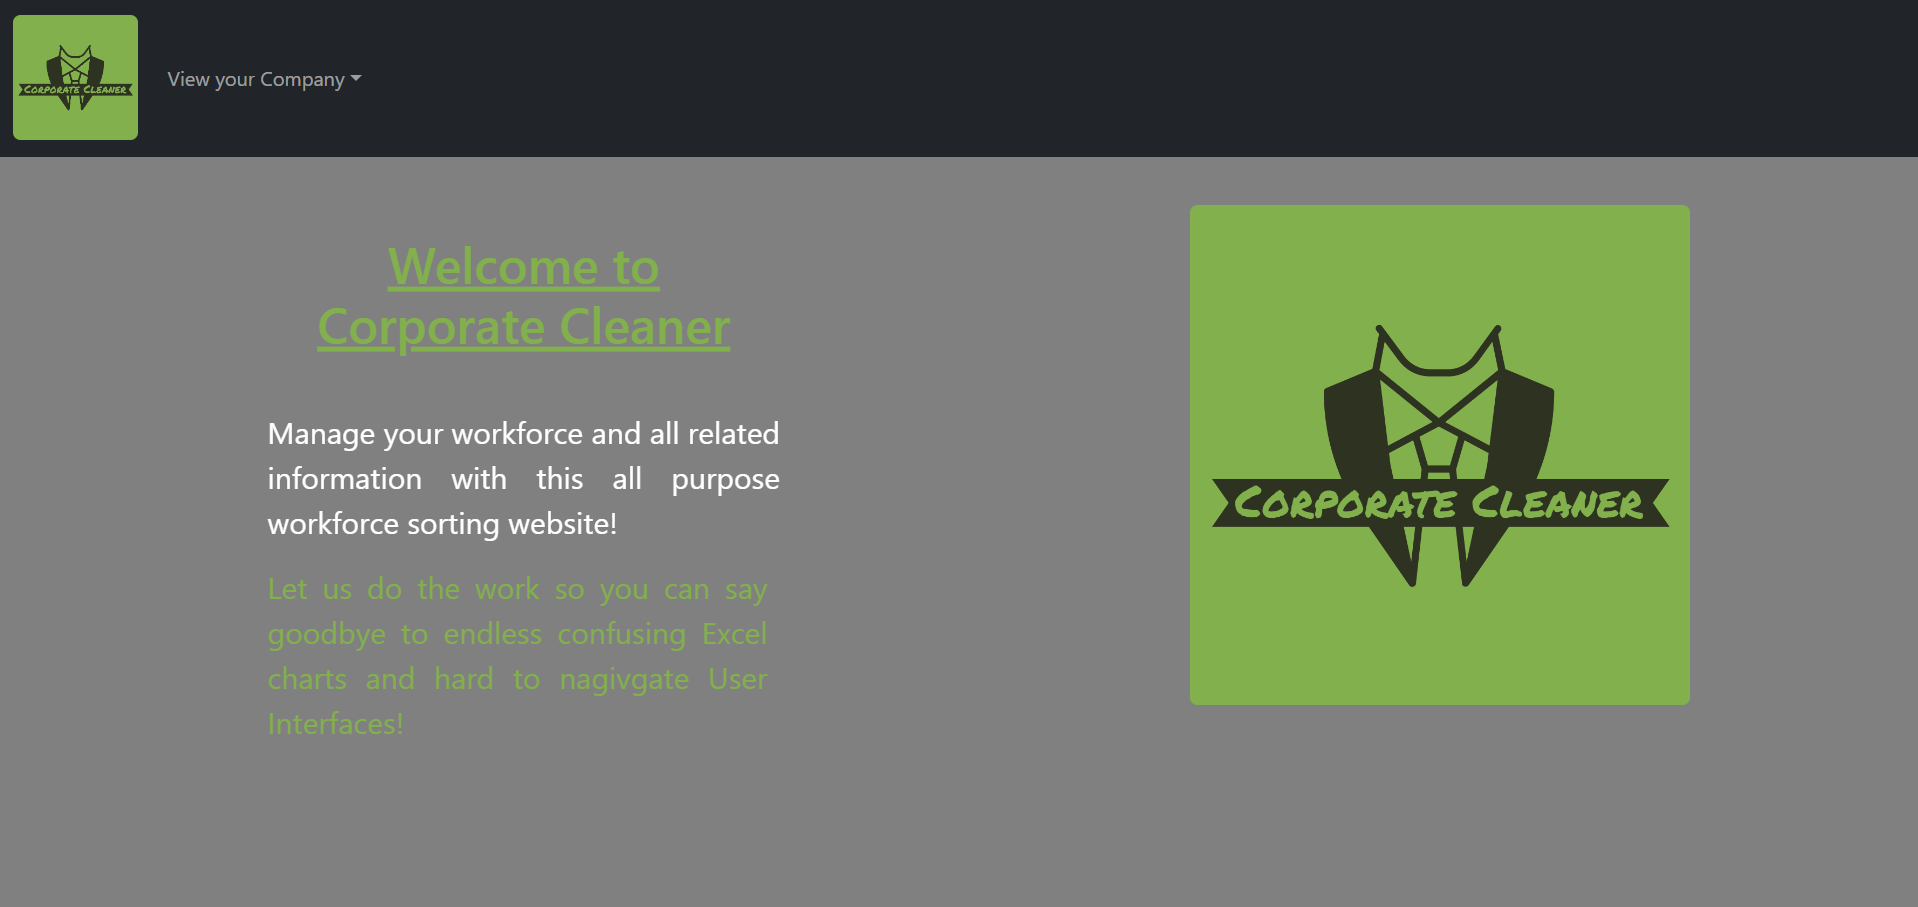 CORPORATE CLEANER
View your Company
Welcome to
Corporate Cleaner
Manage your workforce and all related
information with this all purpose
workforce sorting website!
Let us do the work so you can say
goodbye to endless confusing Excel
charts and hard to nagivgate User
Interfaces!
CORPORATE CLEANER